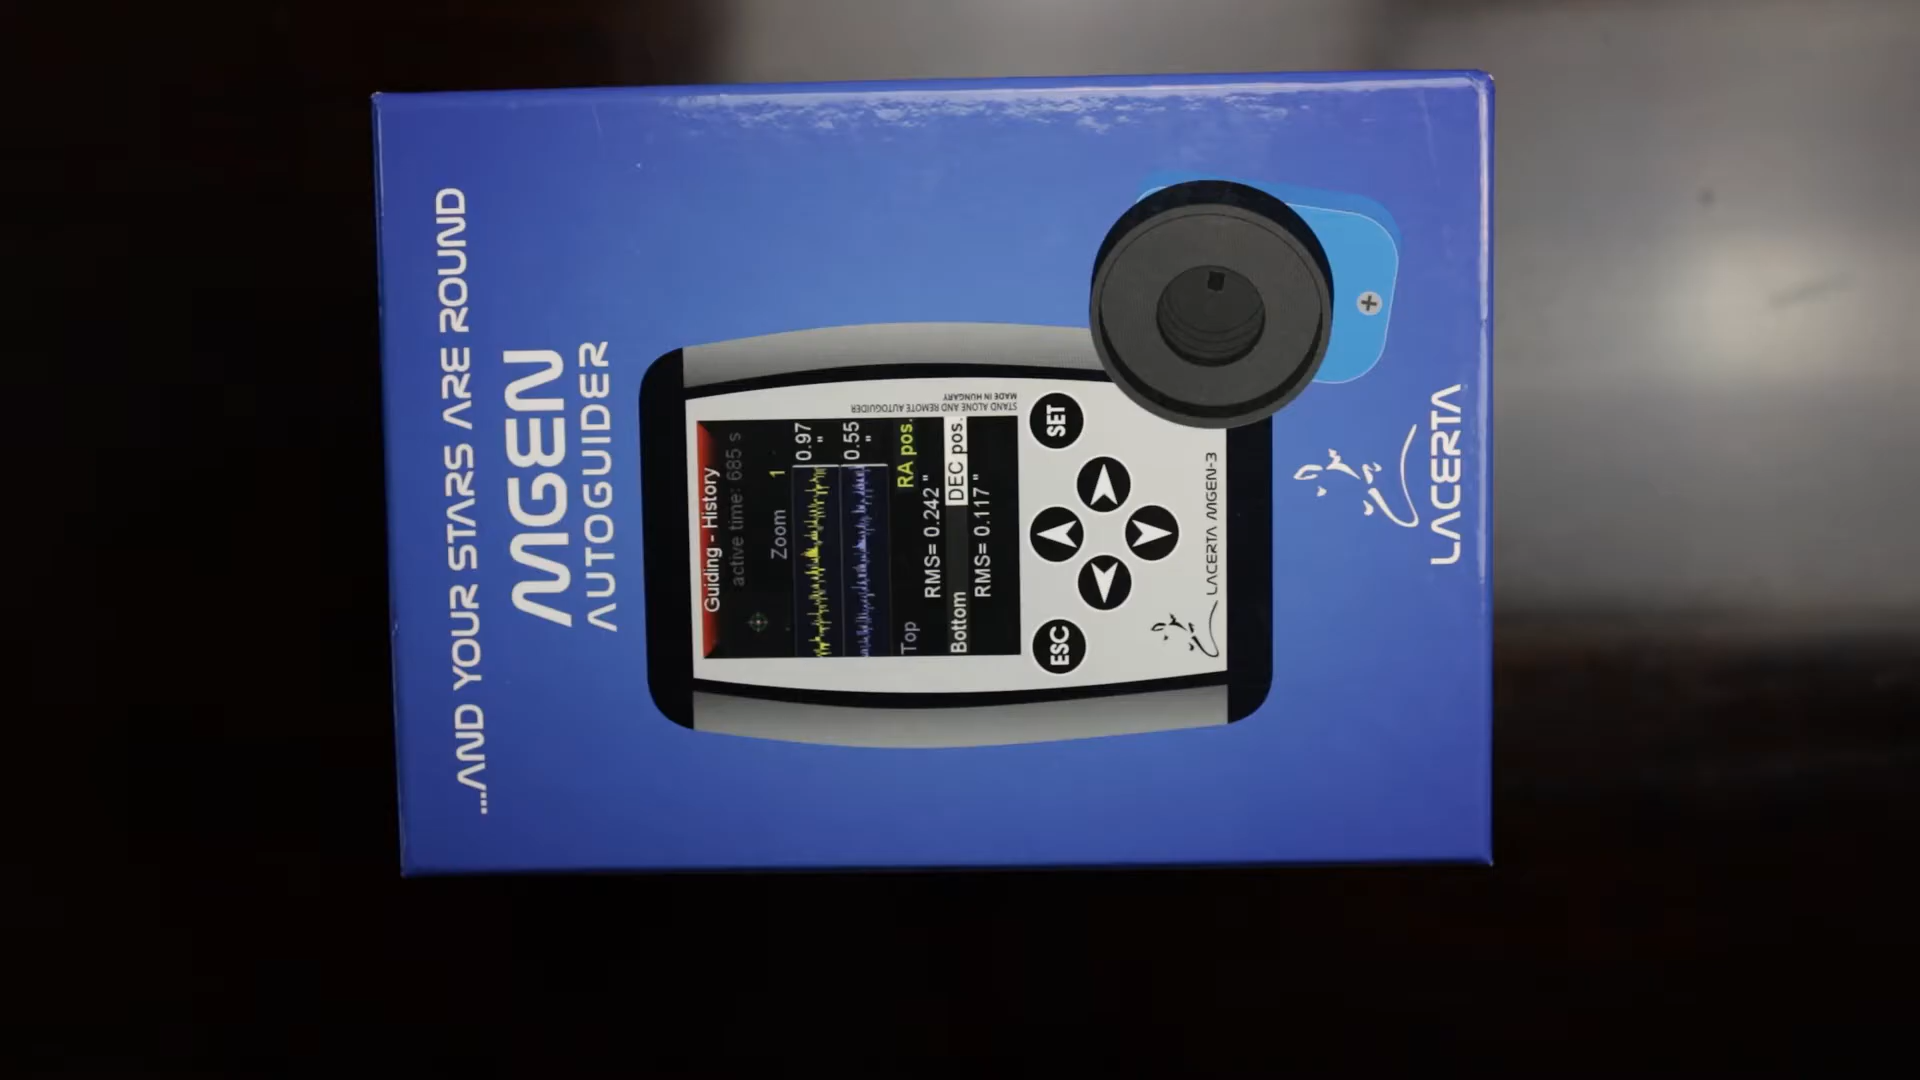 ...AND YOUR STARS ARE ROUND
MGEN
AUTOGUIDER
Guiding - History
active time: 685 s
Zoom 1
0.97 "
0.55 "
Top RA pos.
RMS= 0.242 "
Bottom DEC pos.
RMS= 0.117 "
STAND ALONE AND REMOTE AUTOGUIDER
MADE IN HUNGARY
ESC
SET
LACERTA MGEN-3
LACERTA